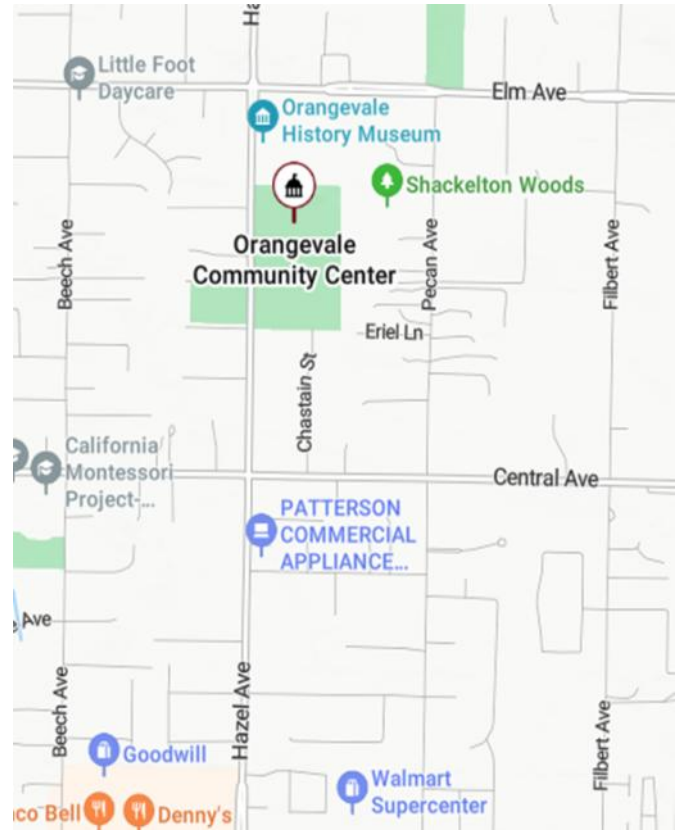 Ha
Little Foot
Daycare
Elm Ave
Orangevale
History Museum
Shackelton Woods
Orangevale
Community Center
Beech Ave
Pecan Ave
Filbert Ave
Eriel Ln
Chastain St
California
Montessori
Project-...
Central Ave
PATTERSON
COMMERCIAL
APPLIANCE...
Ave
Beech Ave
Hazel Ave
Filbert Ave
Goodwill
Walmart
Supercenter
co Bell
Denny's